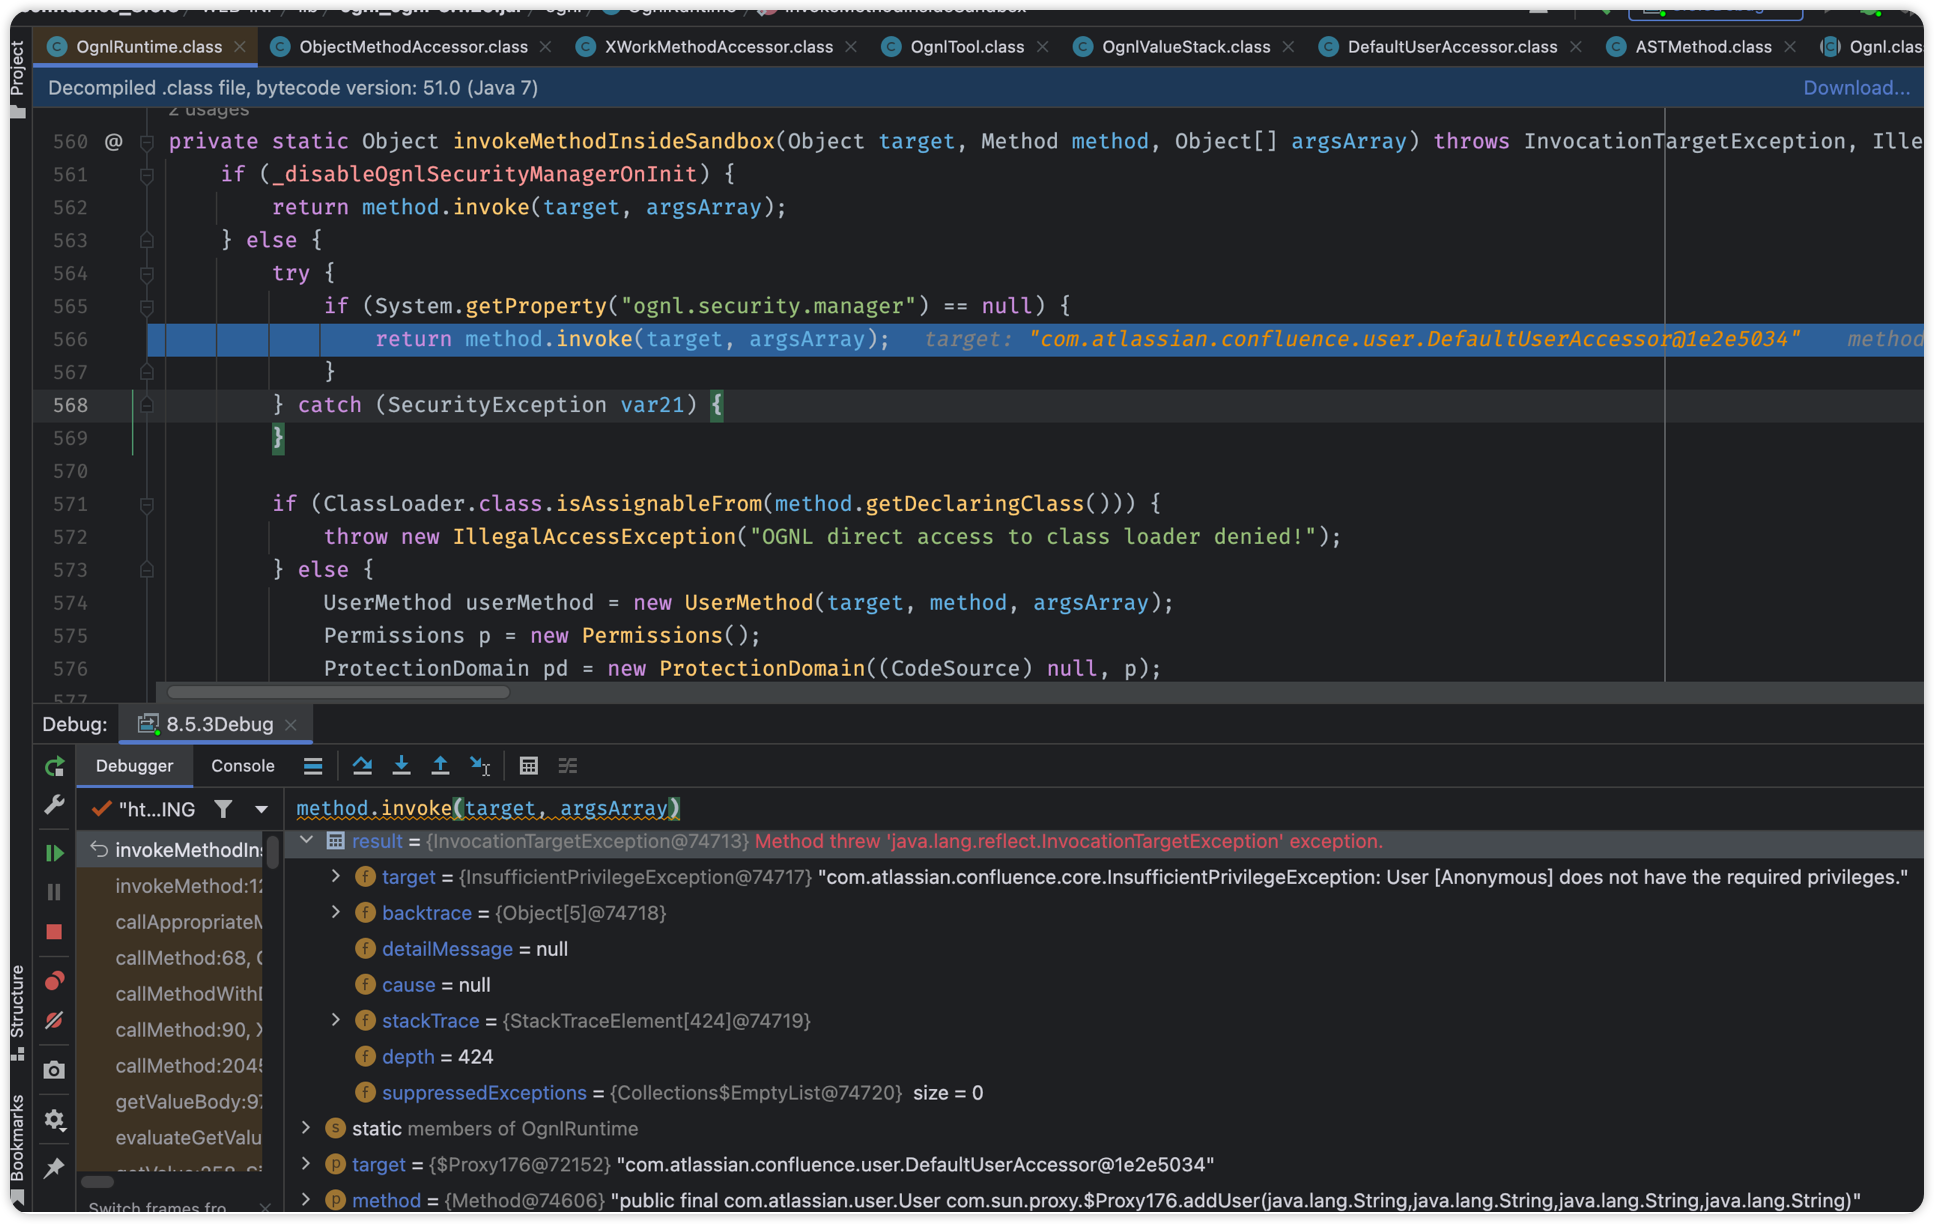 OgnlRuntime.class
ObjectMethodAccessor.class
XWorkMethodAccessor.class
OgnlTool.class
OgnlValueStack.class
DefaultUserAccessor.class
ASTMethod.class
Ognl.clas
Project
Decompiled .class file, bytecode version: 51.0 (Java 7)
Download...
2 usages
560 @ private static Object invokeMethodInsideSandbox(Object target, Method method, Object[] argsArray) throws InvocationTargetException, Ille
561 if (_disableOgnlSecurityManagerOnInit) {
562 return method.invoke(target, argsArray);
563 } else {
564 try {
565 if (System.getProperty("ognl.security.manager") == null) {
566 return method.invoke(target, argsArray); target: "com.atlassian.confluence.user.DefaultUserAccessor@1e2e5034" method
567 }
568 } catch (SecurityException var21) {
569 }
570
571 if (ClassLoader.class.isAssignableFrom(method.getDeclaringClass())) {
572 throw new IllegalAccessException("OGNL direct access to class loader denied!");
573 } else {
574 UserMethod userMethod = new UserMethod(target, method, argsArray);
575 Permissions p = new Permissions();
576 ProtectionDomain pd = new ProtectionDomain((CodeSource) null, p);
577
Debug: 8.5.3Debug
Debugger Console
"ht...ING
method.invoke(target, argsArray)
invokeMethodIns
invokeMethod:12
callAppropriateM
callMethod:68, 
callMethodWith
callMethod:90, 
callMethod:2045
getValueBody:97
evaluateGetValu
Switch frames fro
result = {InvocationTargetException@74713} Method threw 'java.lang.reflect.InvocationTargetException' exception.
target = {InsufficientPrivilegeException@74717} "com.atlassian.confluence.core.InsufficientPrivilegeException: User [Anonymous] does not have the required privileges."
backtrace = {Object[5]@74718}
detailMessage = null
cause = null
stackTrace = {StackTraceElement[424]@74719}
depth = 424
suppressedExceptions = {Collections$EmptyList@74720} size = 0
static members of OgnlRuntime
target = {$Proxy176@72152} "com.atlassian.confluence.user.DefaultUserAccessor@1e2e5034"
method = {Method@74606} "public final com.atlassian.user.User com.sun.proxy.$Proxy176.addUser(java.lang.String,java.lang.String,java.lang.String,java.lang.String)"
Structure
Bookmarks